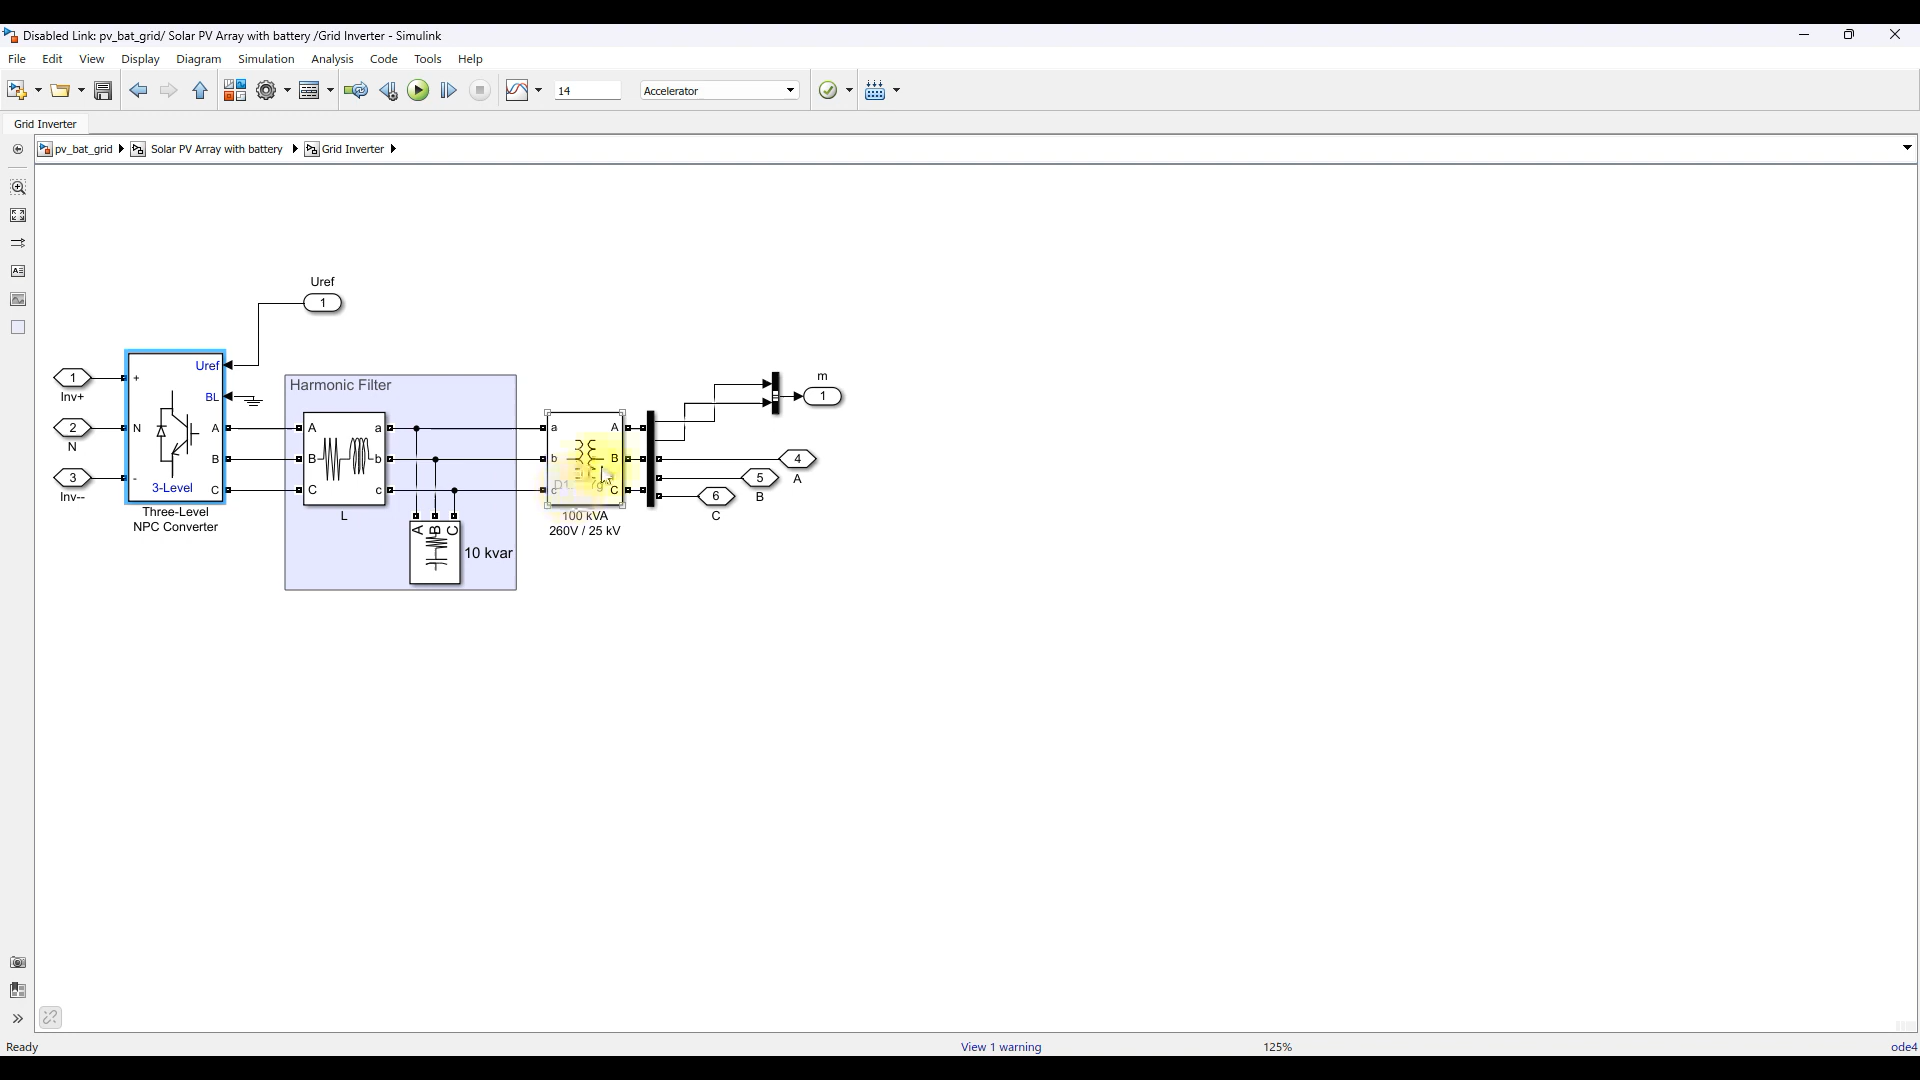 Disabled Link: pv_bat_grid/ Solar PV Array with battery /Grid Inverter - Simulink
File Edit View Display Diagram Simulation Analysis Code Tools Help
14 Accelerator
Grid Inverter
pv_bat_grid Solar PV Array with battery Grid Inverter
Uref
1
1
Inv+
2
N
3
Inv--
+
N
-
Uref
BL
A
B
C
3-Level
Three-Level
NPC Converter
Harmonic Filter
A
B
C
a
b
c
L
A B C
10 kvar
a
b
c
A
B
C
100 kVA
260V / 25 kV
m
1
4
A
5
B
6
C
Ready View 1 warning 125% ode4